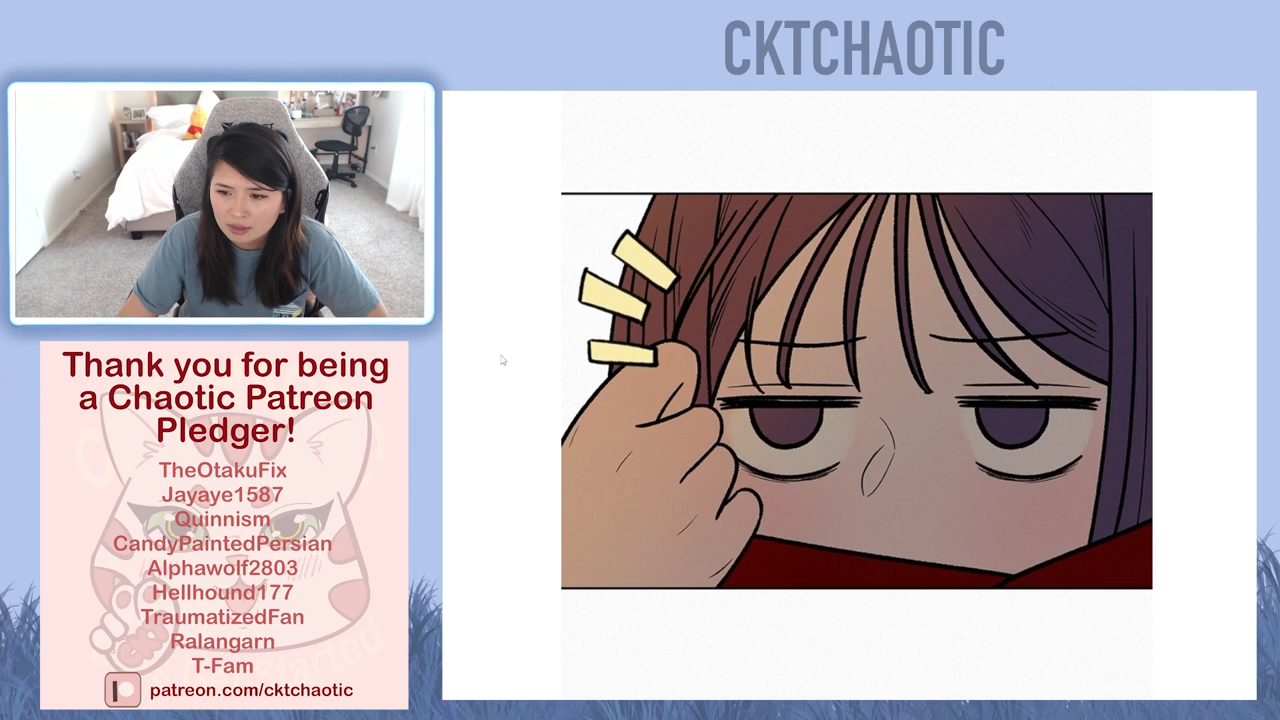 CKTCHAOTIC
Thank you for being
a Chaotic Patreon
Pledger!
TheOtakuFix
Jayaye1587
Quinnism
CandyPaintedPersian
Alphawolf2803
Hellhound177
TraumatizedFan
Ralangarn
T-Fam
patreon.com/cktchaotic